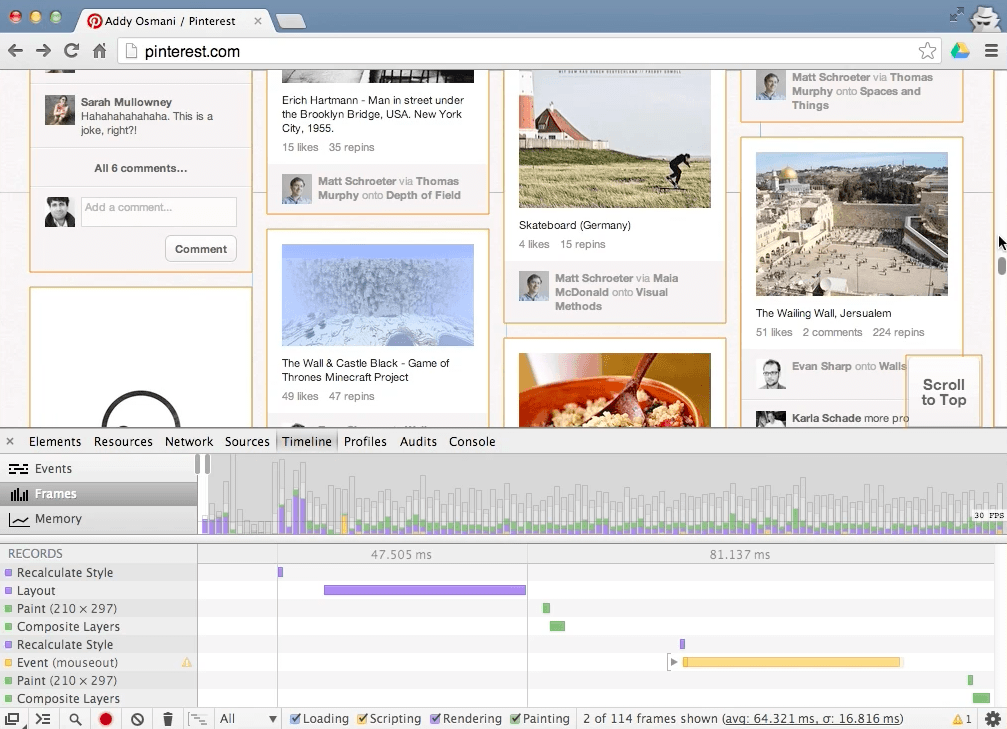 Addy Osmani / Pinterest
pinterest.com
Sarah Mullowney
Hahahahahahaha. This is a
joke, right?!
All 6 comments...
Add a comment...
Comment
Erich Hartmann - Man in street under
the Brooklyn Bridge, USA. New York
City, 1955.
15 likes 35 repins
Matt Schroeter via Thomas
Murphy onto Depth of Field
The Wall & Castle Black - Game of
Thrones Minecraft Project
49 likes 47 repins
Skateboard (Germany)
4 likes 15 repins
Matt Schroeter via Maia
McDonald onto Visual
Methods
Matt Schroeter via Thomas
Murphy onto Spaces and
Things
The Wailing Wall, Jersualem
51 likes 2 comments 224 repins
Evan Sharp onto Walls
Karla Schade more pro
Scroll
to Top
Elements Resources Network Sources Timeline Profiles Audits Console
Events
Frames
Memory
30 FPS
RECORDS
47.505 ms 81.137 ms
Recalculate Style
Layout
Paint (210 × 297)
Composite Layers
Recalculate Style
Event (mouseout)
Paint (210 × 297)
Composite Layers
All Loading Scripting Rendering Painting 2 of 114 frames shown (avg: 64.321 ms, σ: 16.816 ms) 1